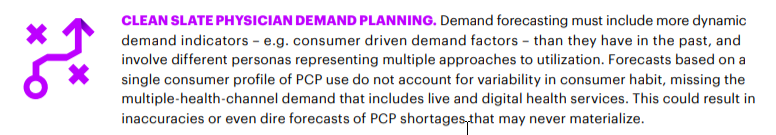 CLEAN SLATE PHYSICIAN DEMAND PLANNING. Demand forecasting must include more dynamic
demand indicators – e.g. consumer driven demand factors – than they have in the past, and
involve different personas representing multiple approaches to utilization. Forecasts based on a
single consumer profile of PCP use do not account for variability in consumer habit, missing the
multiple-health-channel demand that includes live and digital health services. This could result in
inaccuracies or even dire forecasts of PCP shortages that may never materialize.